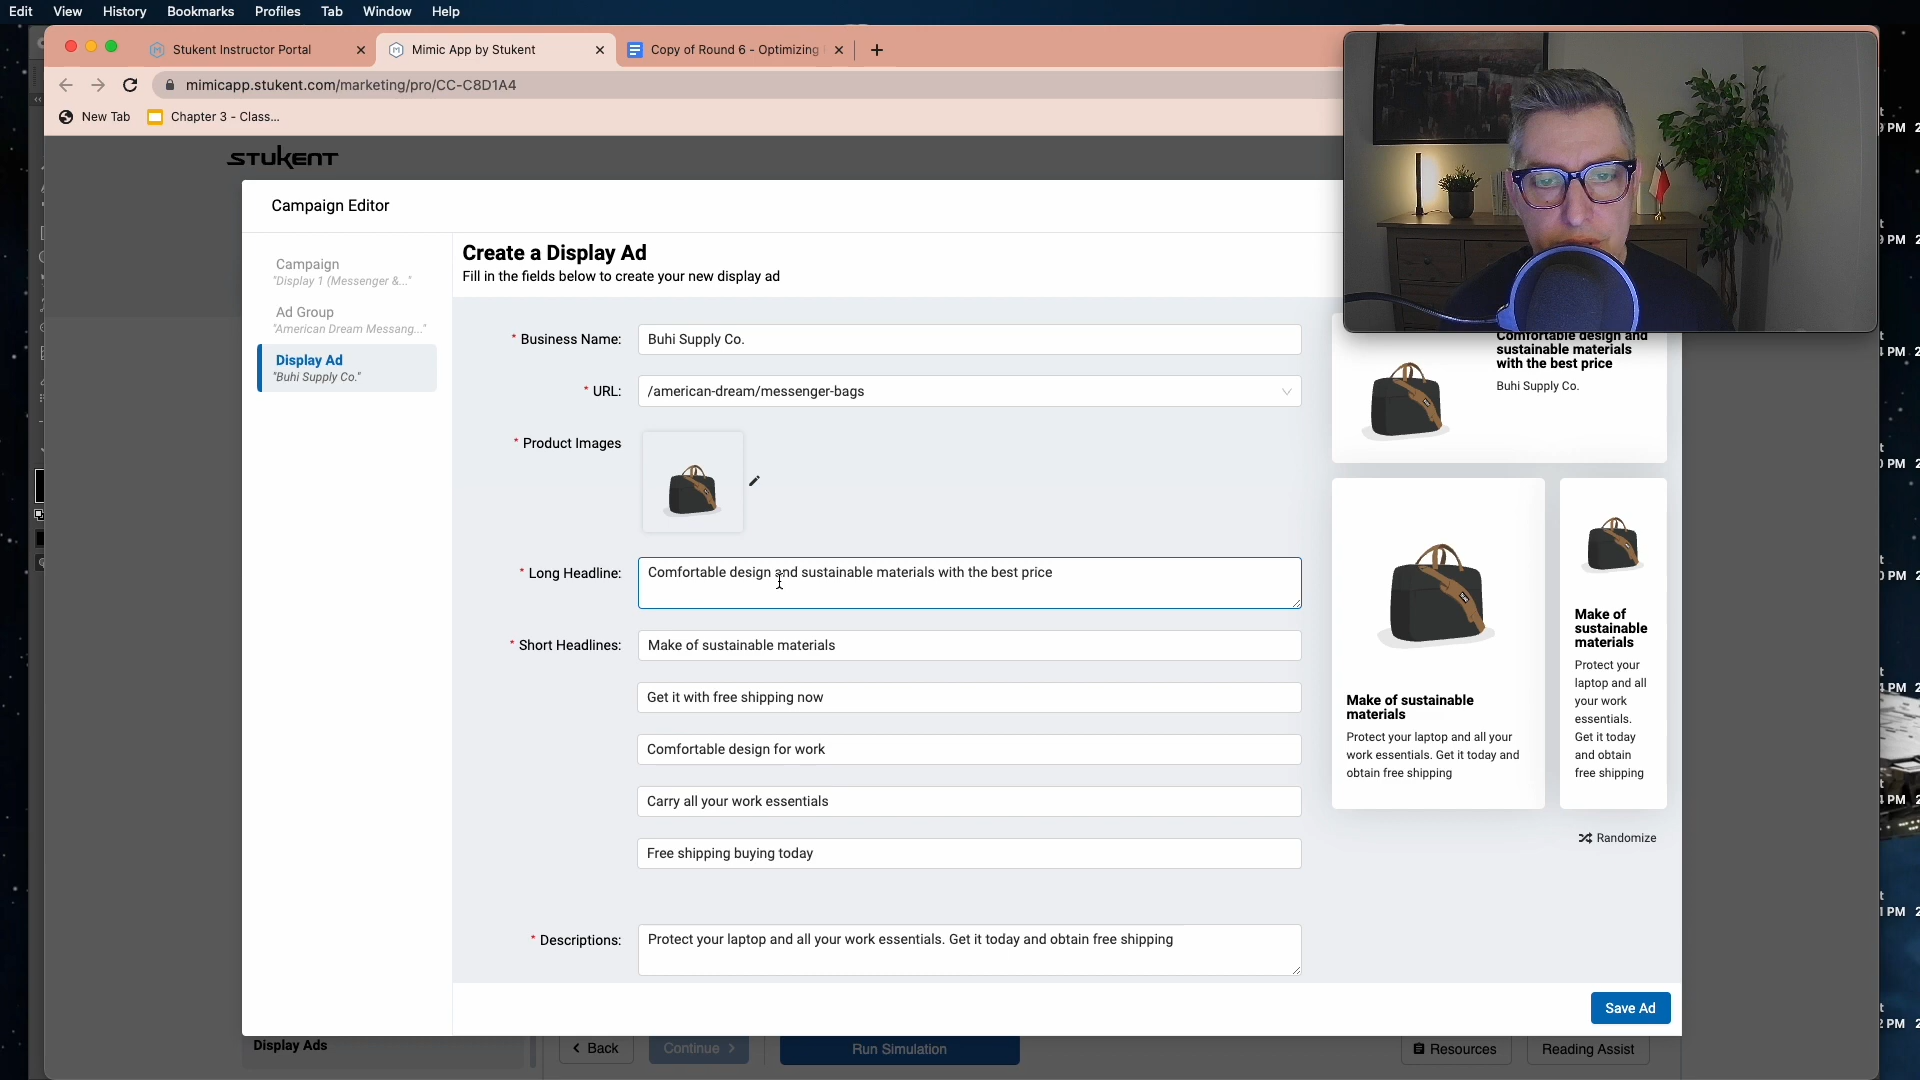 Edit View History Bookmarks Profiles Tab Window Help
Stukent Instructor Portal
Mimic App by Stukent
Copy of Round 6 - Optimizing
mimicapp.stukent.com/marketing/pro/CC-C8D1A4
New Tab
Chapter 3 - Class...
STUKENT
Campaign Editor
Campaign
"Display 1 (Messenger &..."
Ad Group
"American Dream Messang..."
Display Ad
"Buhi Supply Co."
Create a Display Ad
Fill in the fields below to create your new display ad
* Business Name: Buhi Supply Co.
* URL: /american-dream/messenger-bags
* Product Images
* Long Headline: Comfortable design and sustainable materials with the best price
* Short Headlines: Make of sustainable materials
Get it with free shipping now
Comfortable design for work
Carry all your work essentials
Free shipping buying today
* Descriptions: Protect your laptop and all your work essentials. Get it today and obtain free shipping
Comfortable design and
sustainable materials
with the best price
Buhi Supply Co.
Make of sustainable
materials
Protect your laptop and all your
work essentials. Get it today and
obtain free shipping
Make of
sustainable
materials
Protect your
laptop and all
your work
essentials.
Get it today
and obtain
free shipping
Randomize
Save Ad
Display Ads
Back
Continue
Run Simulation
Resources
Reading Assist